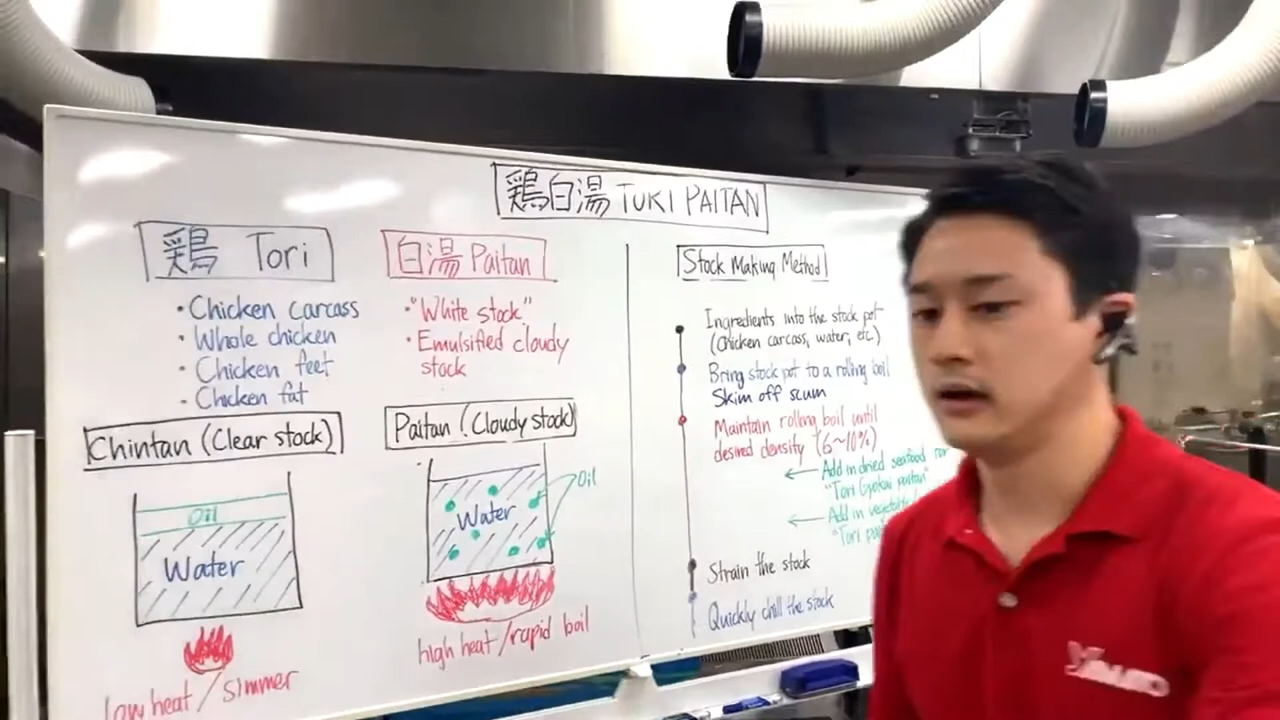 鶏白湯 TORI PAITAN
鶏 Tori
• Chicken carcass
• Whole chicken
• Chicken feet
• Chicken fat
白湯 Paitan
• "White stock"
• Emulsified cloudy
stock
Chintan (Clear stock)
Oil
Water
low heat / simmer
Paitan (Cloudy stock)
Oil
Water
high heat / rapid boil
Stock Making Method
Ingredients into the stock pot
(Chicken carcass, water, etc.)
Bring stock pot to a rolling boil
Skim off scum
Maintain rolling boil until
desired density (6~10%)
Add in dried seafood for
"Tori Gyokai paitan"
Add in
"Tori
Strain the stock
Quickly chill the stock